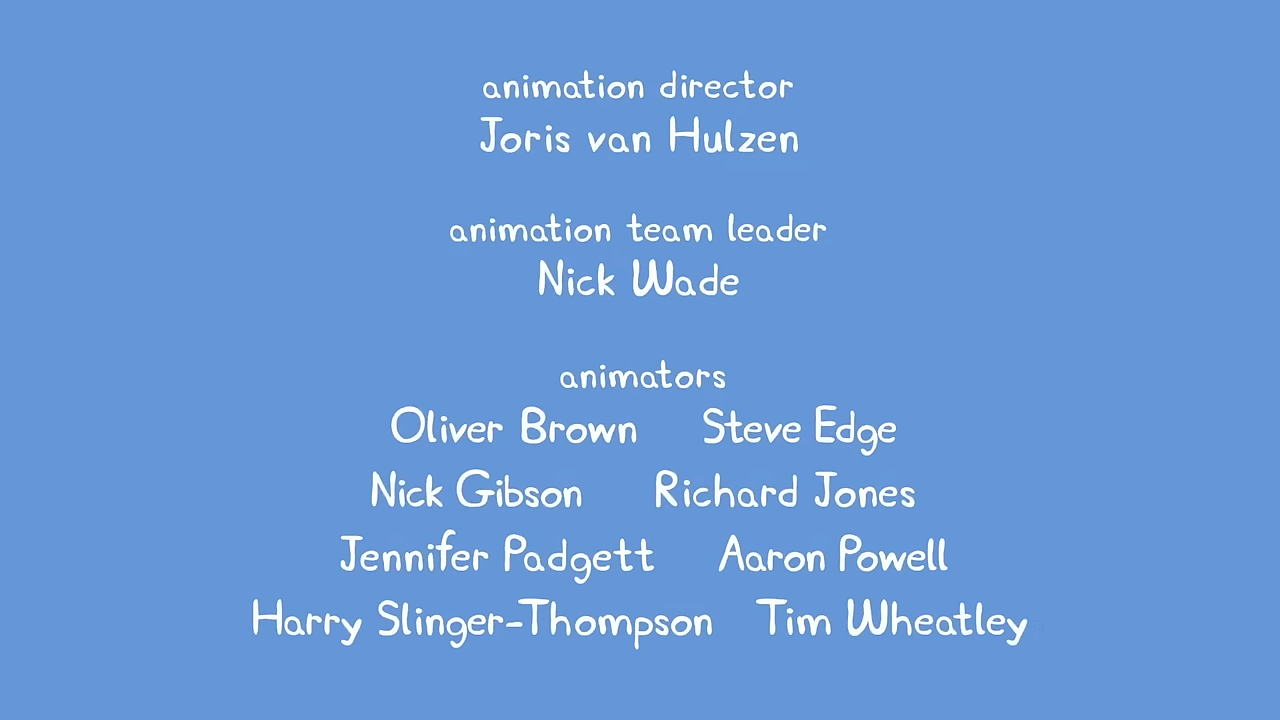 animation director
Joris van Hulzen
animation team leader
Nick Wade
animators
Oliver Brown Steve Edge
Nick Gibson Richard Jones
Jennifer Padgett Aaron Powell
Harry Slinger-Thompson Tim Wheatley